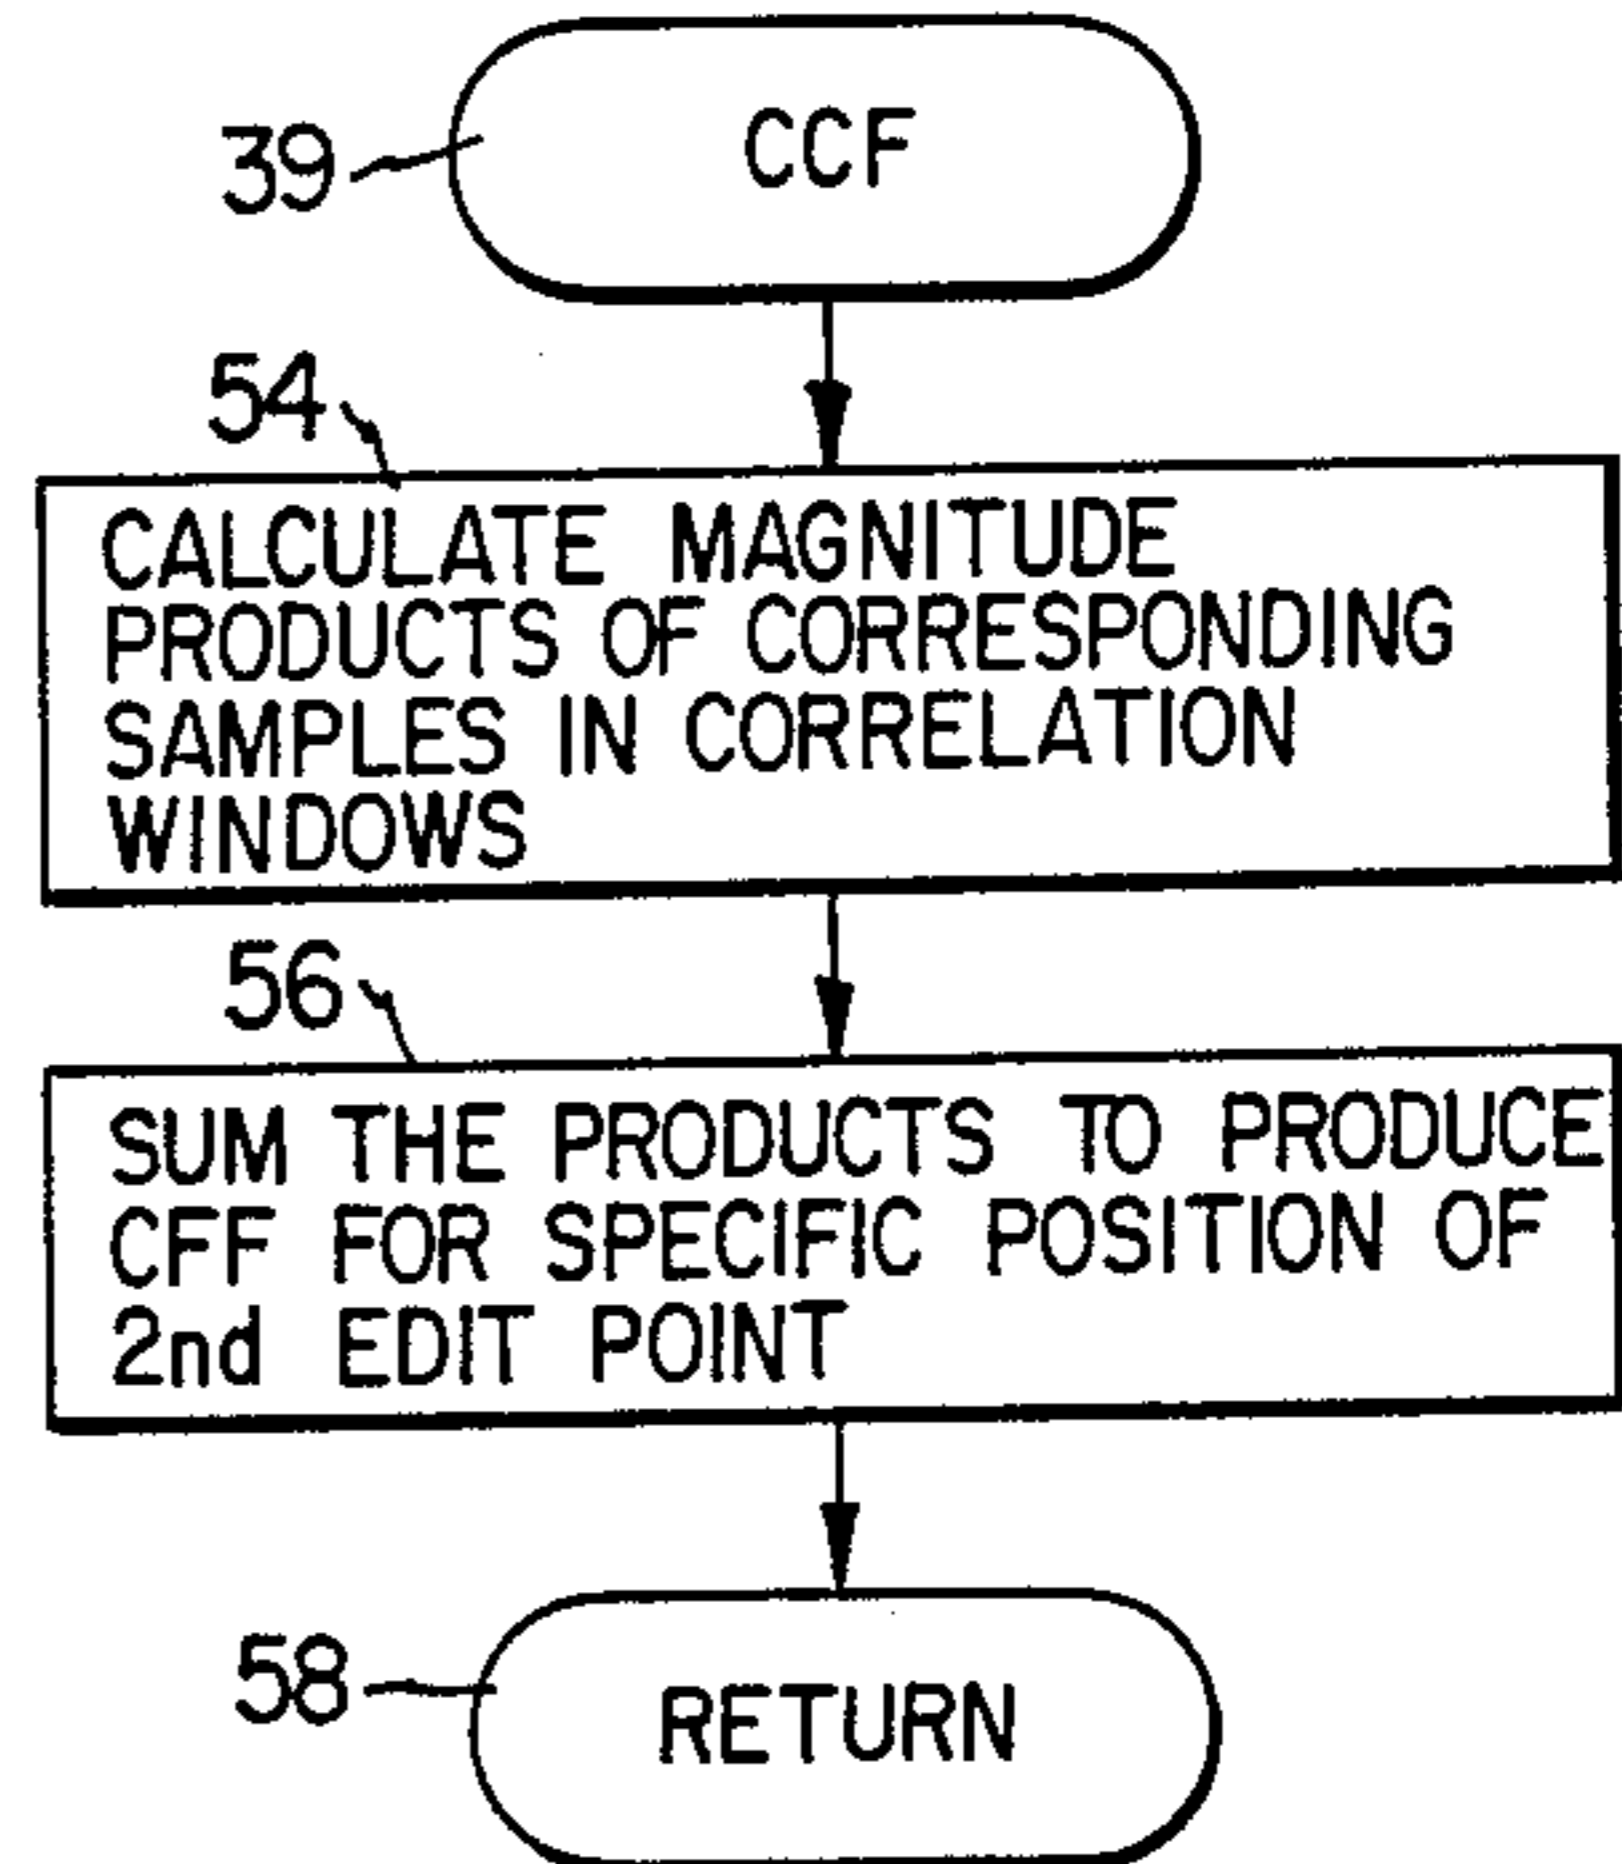 39
CCF
54
CALCULATE MAGNITUDE
PRODUCTS OF CORRESPONDING
SAMPLES IN CORRELATION
WINDOWS
56
SUM THE PRODUCTS TO PRODUCE
CFF FOR SPECIFIC POSITION OF
2nd EDIT POINT
58
RETURN